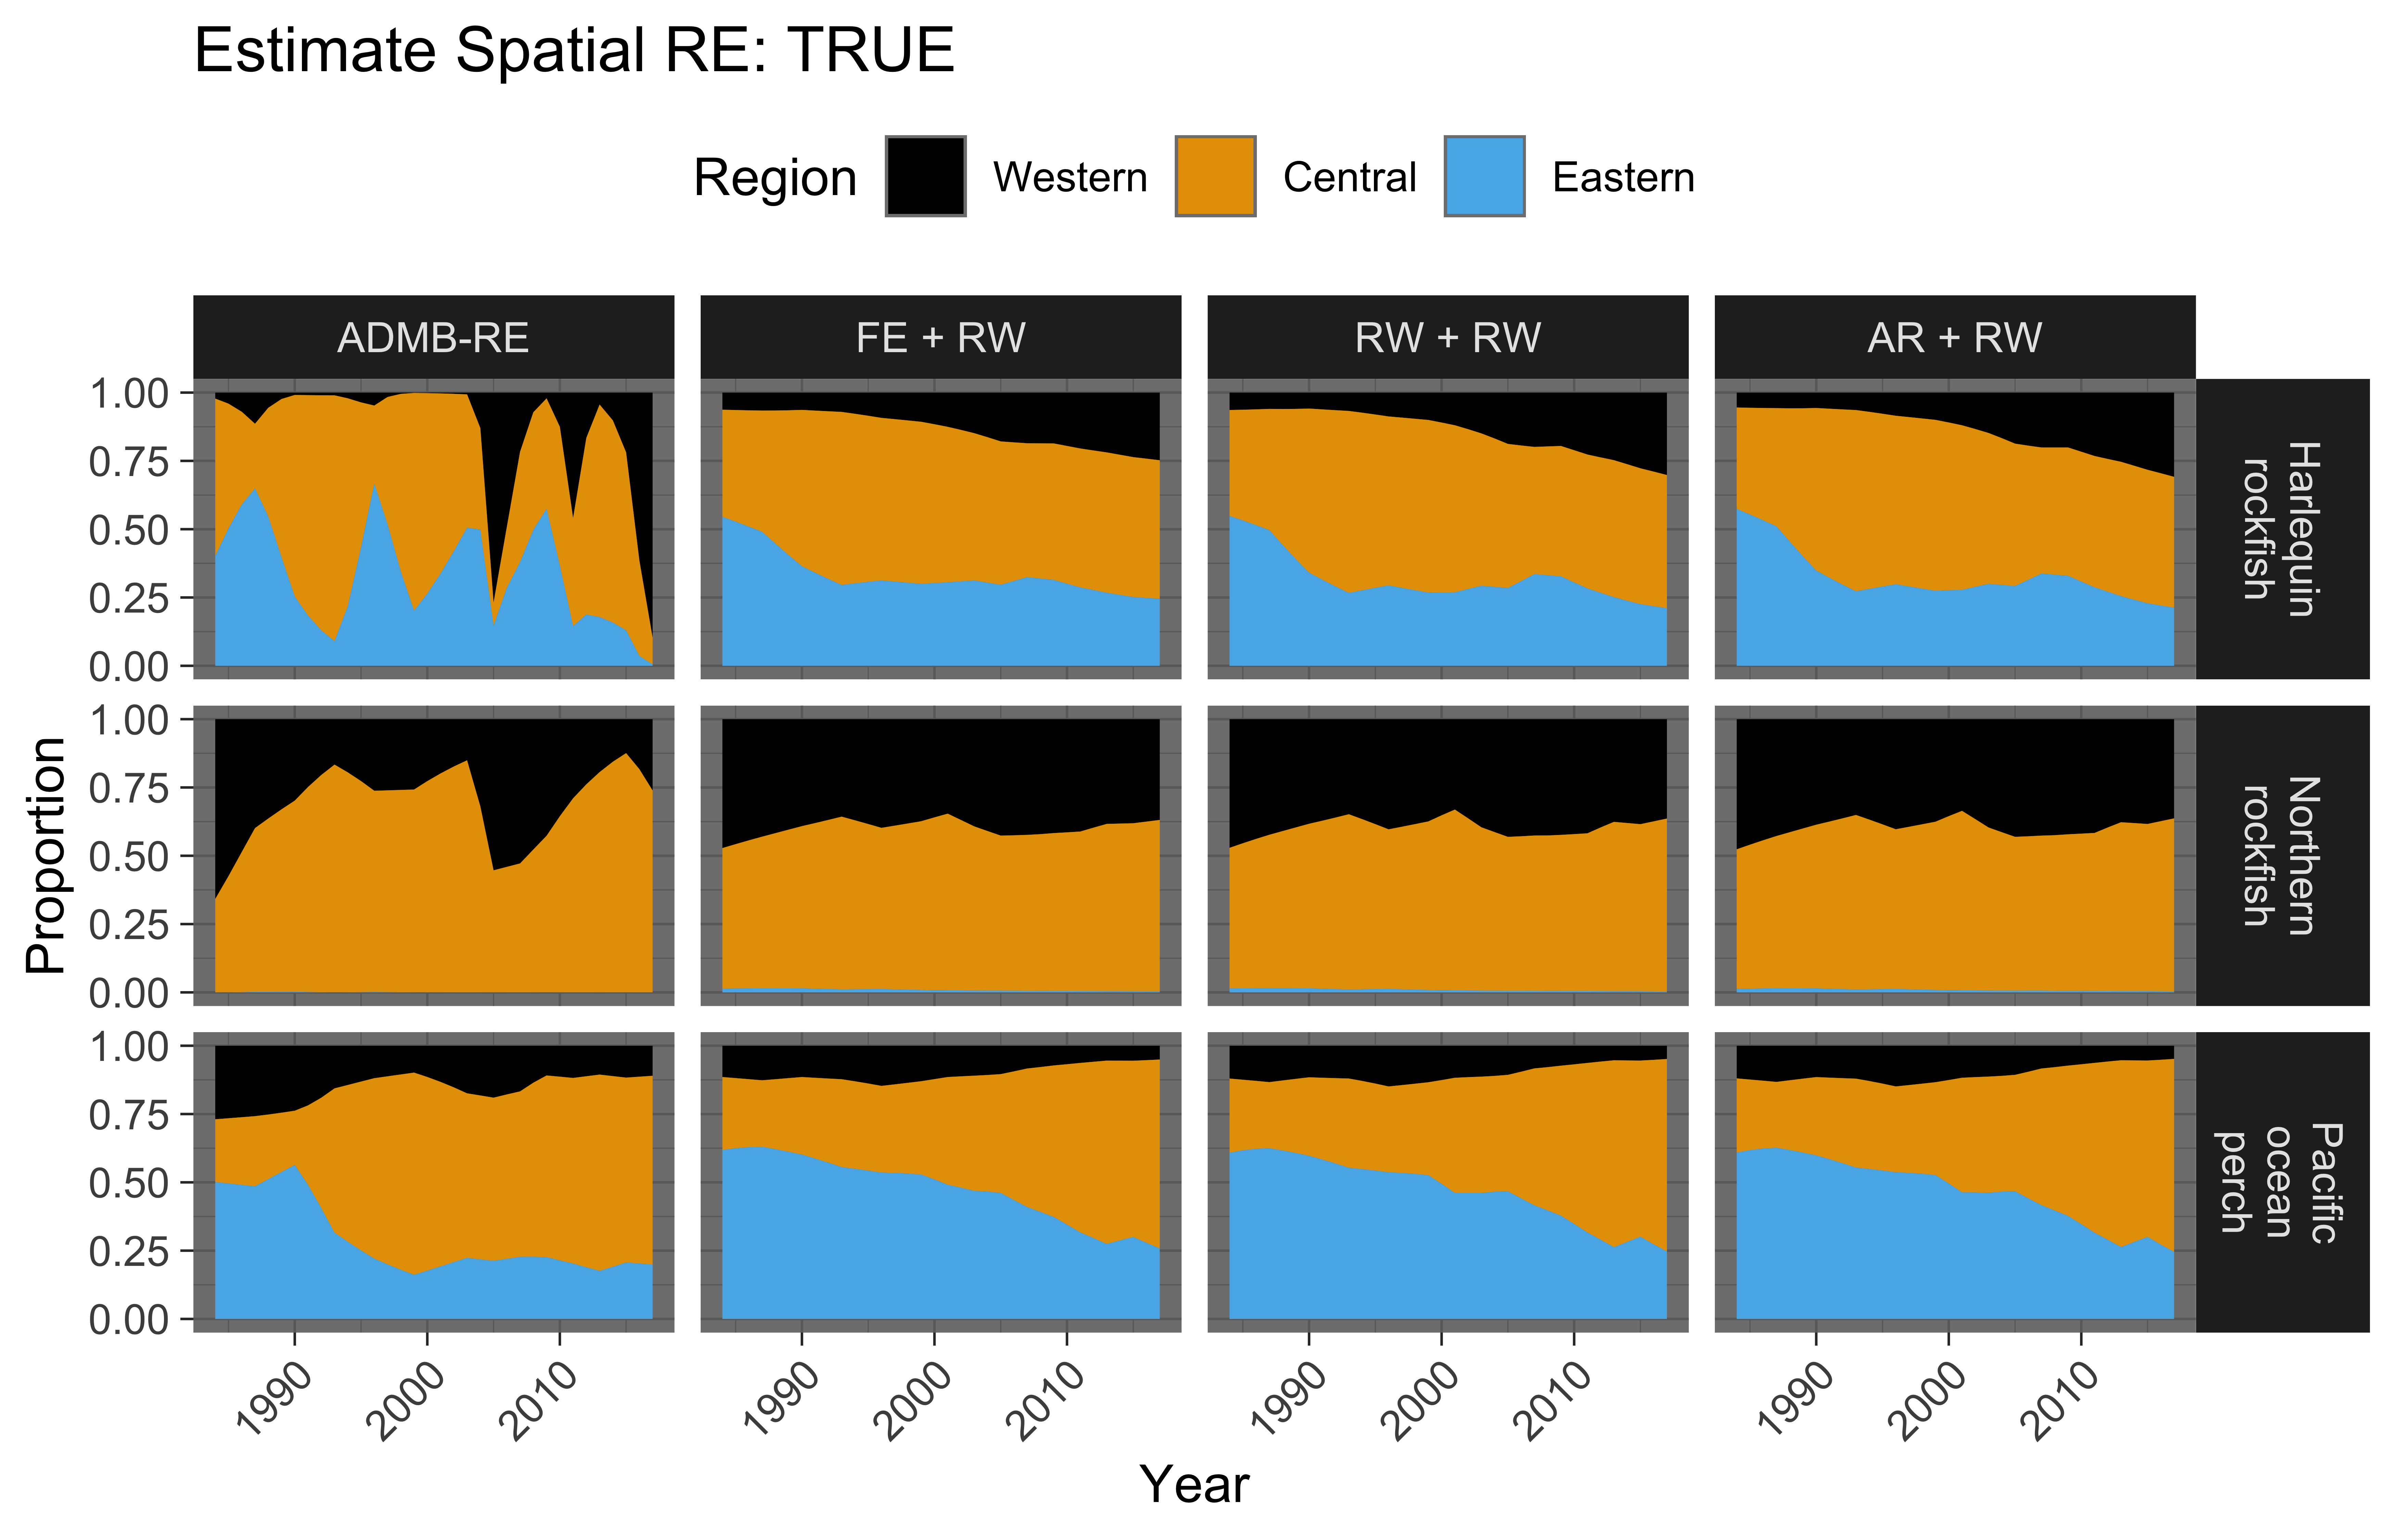 Estimate Spatial RE: TRUE
Region Western Central Eastern
ADMB-RE FE + RW RW + RW AR + RW
1.00
0.75
0.50
0.25
0.00
Harlequin
rockfish
1.00
0.75
0.50
0.25
0.00
Northern
rockfish
1.00
0.75
0.50
0.25
0.00
Pacific
ocean
perch
Proportion
1990 2000 2010 1990 2000 2010 1990 2000 2010 1990 2000 2010
Year